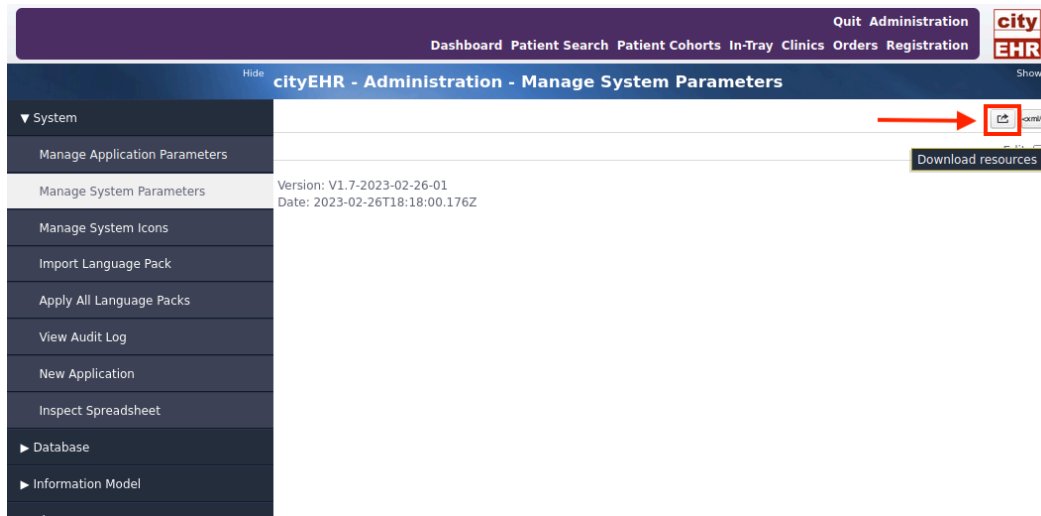 Quit Administration
city
EHR
Dashboard Patient Search Patient Cohorts In-Tray Clinics Orders Registration
Hide
cityEHR - Administration - Manage System Parameters
Show
▼ System
Manage Application Parameters
Download resources
Manage System Parameters
Version: V1.7-2023-02-26-01
Date: 2023-02-26T18:18:00.176Z
Manage System Icons
Import Language Pack
Apply All Language Packs
View Audit Log
New Application
Inspect Spreadsheet
▶ Database
▶ Information Model